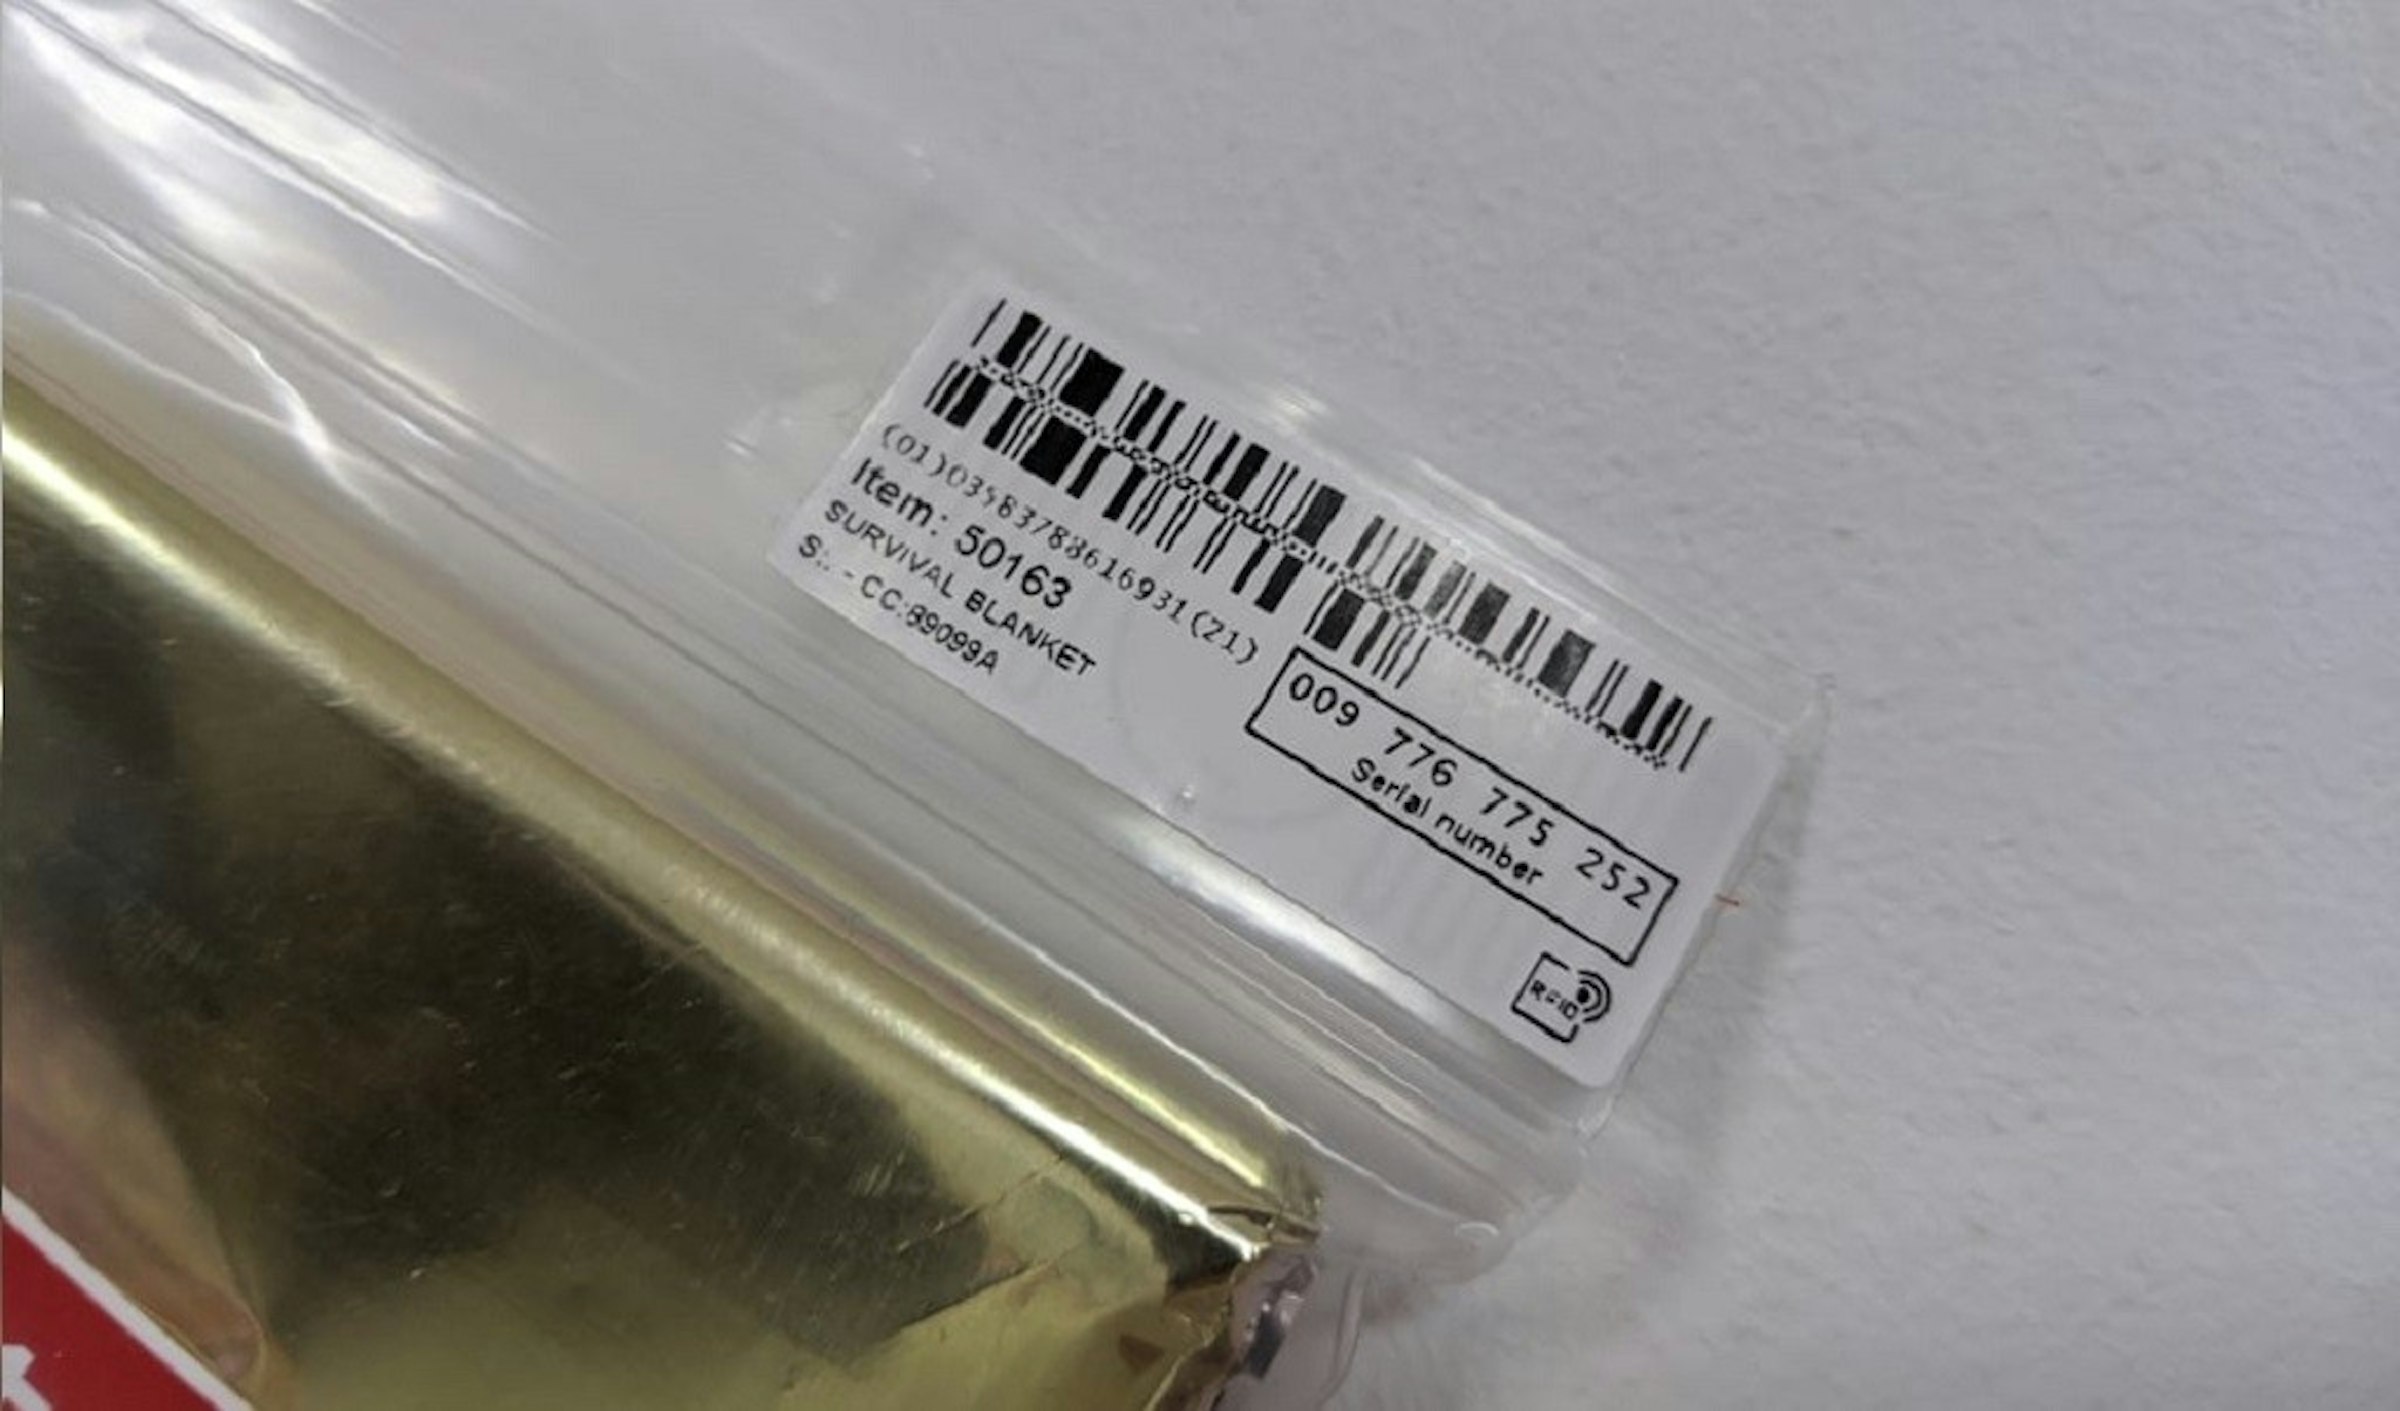 (01)03583788616931(21)
Item: 50163
SURVIVAL BLANKET
S:. - CC:89099A
009 776 775 252
Serial number
RFID